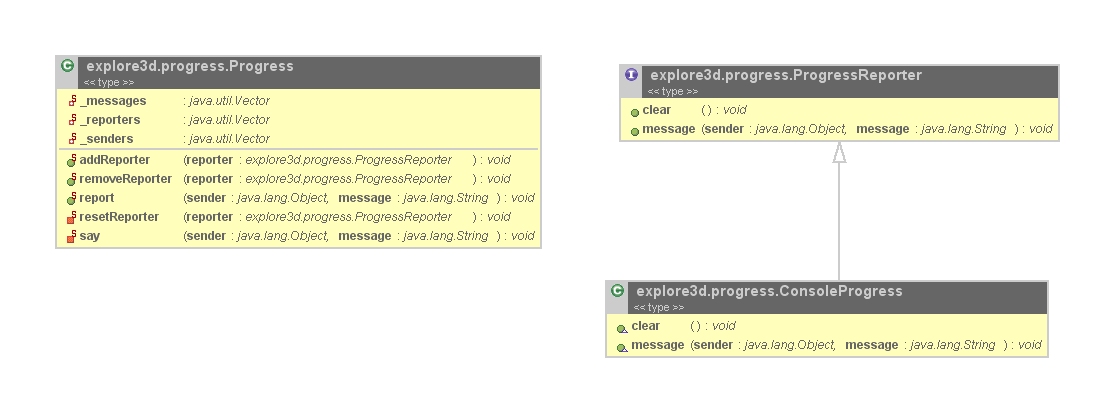 C explore3d.progress.Progress
<< type >>
_messages : java.util.Vector
_reporters : java.util.Vector
_senders : java.util.Vector
addReporter (reporter : explore3d.progress.ProgressReporter ) : void
removeReporter (reporter : explore3d.progress.ProgressReporter ) : void
report (sender : java.lang.Object, message : java.lang.String ) : void
resetReporter (reporter : explore3d.progress.ProgressReporter ) : void
say (sender : java.lang.Object, message : java.lang.String ) : void
I explore3d.progress.ProgressReporter
<< type >>
clear ( ) : void
message (sender : java.lang.Object, message : java.lang.String ) : void
C explore3d.progress.ConsoleProgress
<< type >>
clear ( ) : void
message (sender : java.lang.Object, message : java.lang.String ) : void